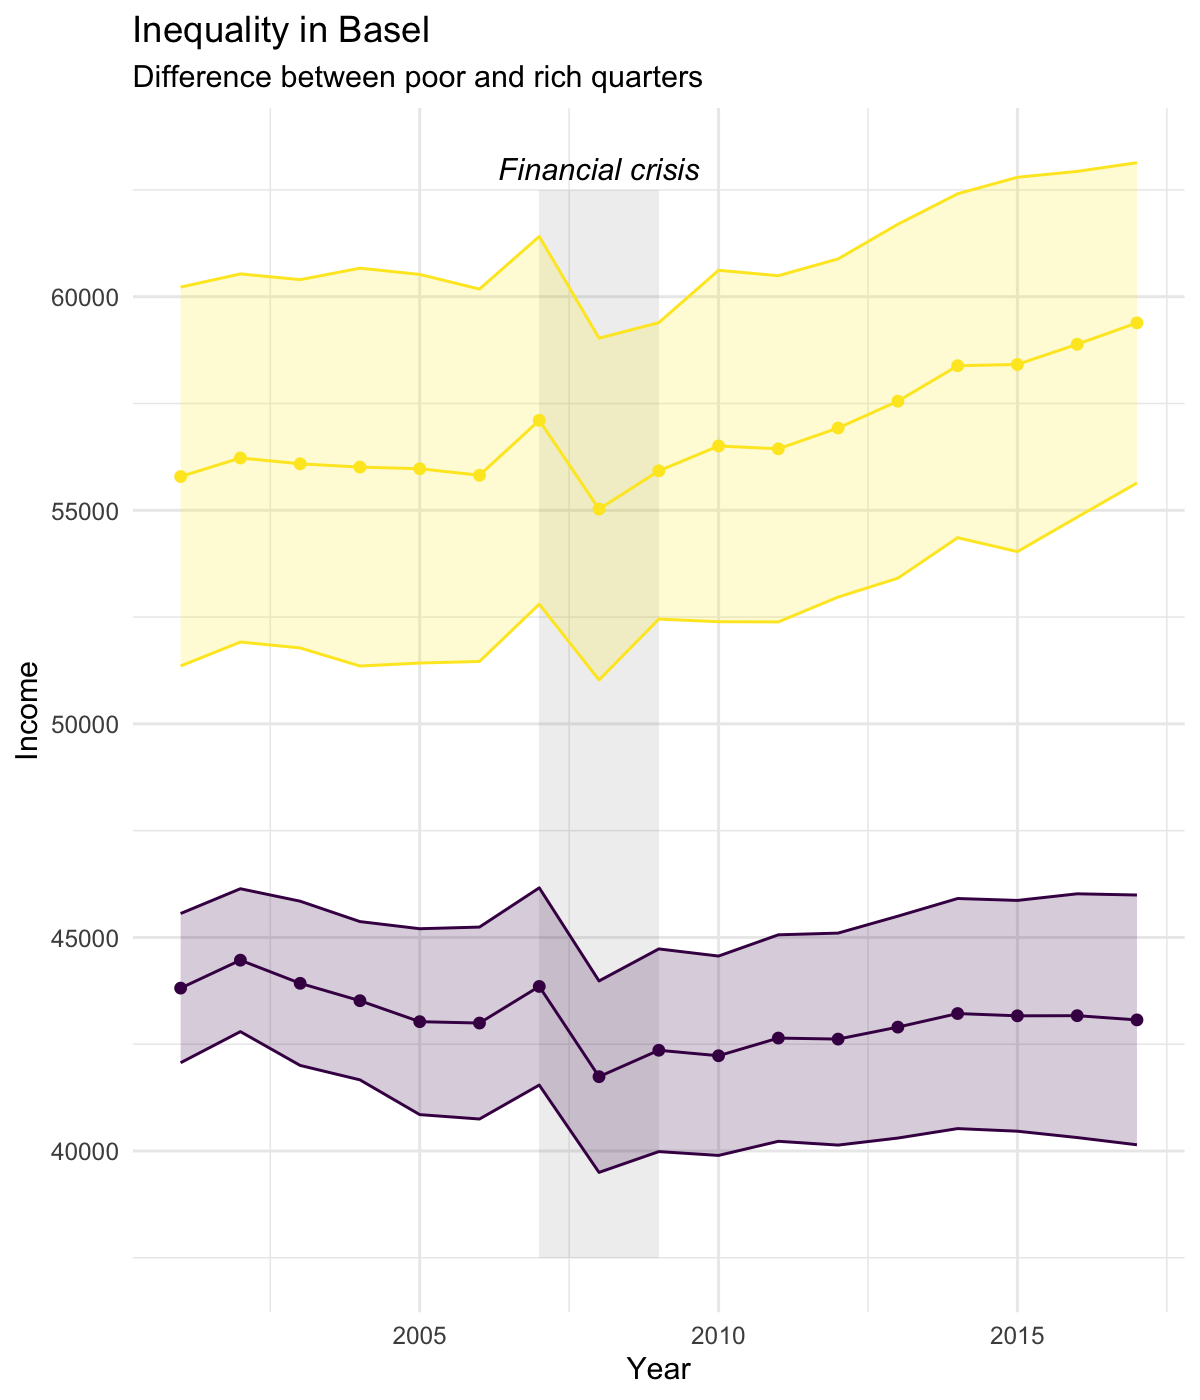 Inequality in Basel
Difference between poor and rich quarters
Financial crisis
60000
55000
50000
45000
40000
Income
2005
2010
2015
Year